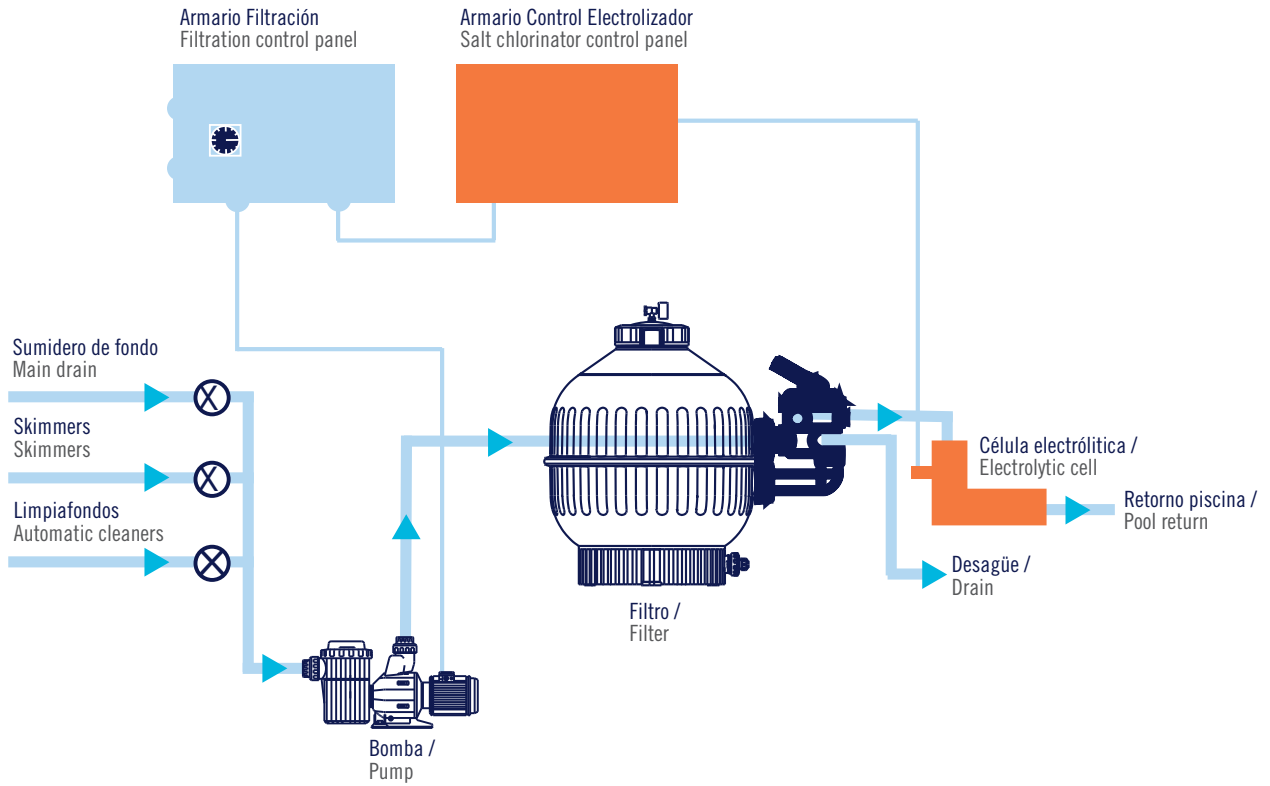 Armario Filtración
Filtration control panel
Armario Control Electrolizador
Salt chlorinator control panel
Sumidero de fondo
Main drain
Skimmers
Skimmers
Limpiafondos
Automatic cleaners
Célula electrólitica /
Electrolytic cell
Retorno piscina /
Pool return
Desagüe /
Drain
Filtro /
Filter
Bomba /
Pump